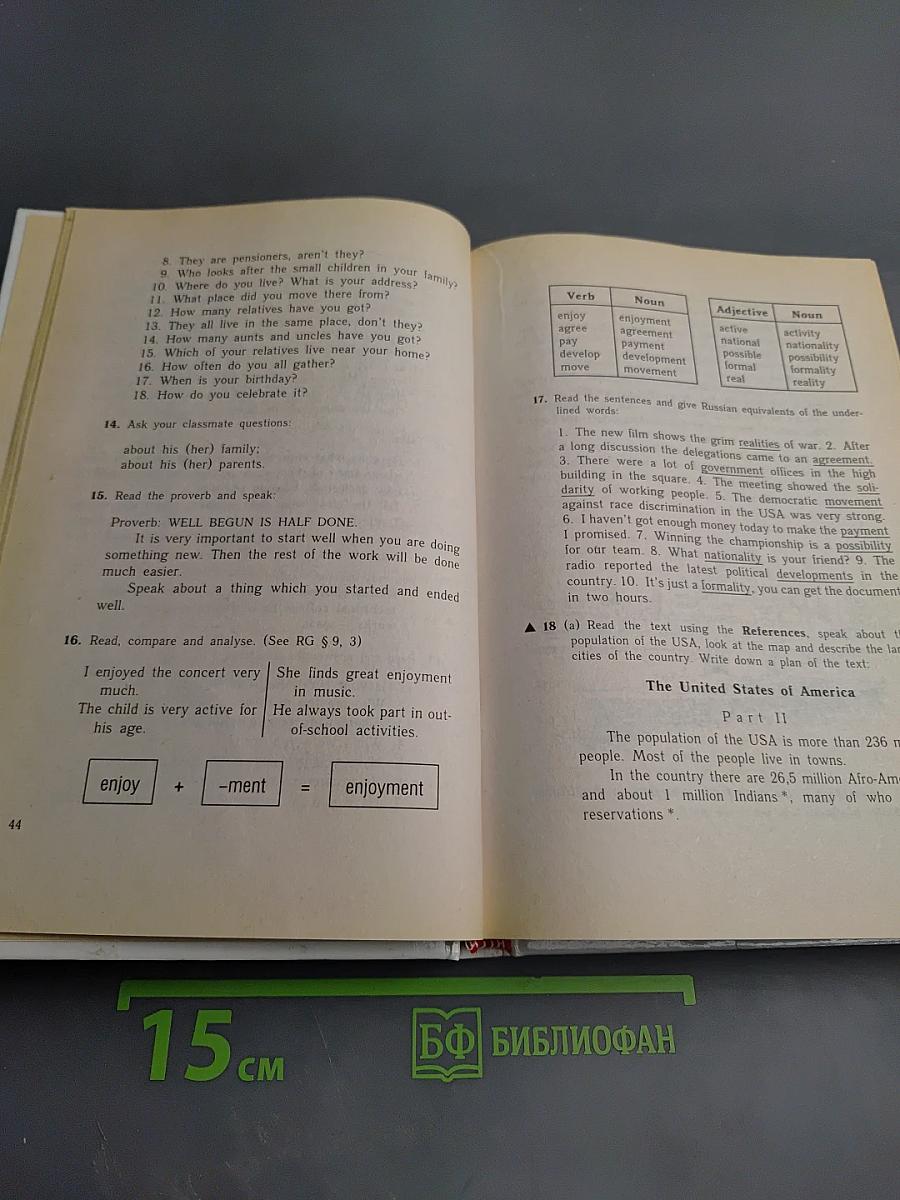 8. They are pensioners, aren't they?
9. Who looks after the small children in your family?
10. Where do you live? What is your address?
11. What place did you move there from?
12. How many relatives have you got?
13. They all live in the same place, don't they?
14. How many aunts and uncles have you got?
15. Which of your relatives live near your home?
16. How often do you all gather?
17. When is your birthday?
18. How do you celebrate it?
14. Ask your classmate questions:
about his (her) family;
about his (her) parents.
15. Read the proverb and speak:
Proverb: WELL BEGUN IS HALF DONE.
It is very important to start well when you are doing
something new. Then the rest of the work will be done
much easier.
Speak about a thing which you started and ended
well.
16. Read, compare and analyse. (See RG § 9, 3)
I enjoyed the concert very
much.
The child is very active for
his age.
She finds great enjoyment
in music.
He always took part in out-
of-school activities.
enjoy + –ment = enjoyment
44
Verb Noun
enjoy enjoyment
agree agreement
pay payment
develop development
move movement
Adjective Noun
active activity
national nationality
possible possibility
formal formality
real reality
17. Read the sentences and give Russian equivalents of the under-
lined words:
1. The new film shows the grim realities of war. 2. After
a long discussion the delegations came to an agreement.
3. There were a lot of government offices in the high
building in the square. 4. The meeting showed the soli-
darity of working people. 5. The democratic movement
against race discrimination in the USA was very strong.
6. I haven't got enough money today to make the payment
I promised. 7. Winning the championship is a possibility
for our team. 8. What nationality is your friend? 9. The
radio reported the latest political developments in the
country. 10. It's just a formality, you can get the document
in two hours.
▲ 18 (a) Read the text using the References, speak about t
population of the USA, look at the map and describe the lar
cities of the country. Write down a plan of the text:
The United States of America
Part II
The population of the USA is more than 236 m
people. Most of the people live in towns.
In the country there are 26,5 million Afro-Am
and about 1 million Indians *, many of who
reservations *.
15 см
БФ БИБЛИОФАН